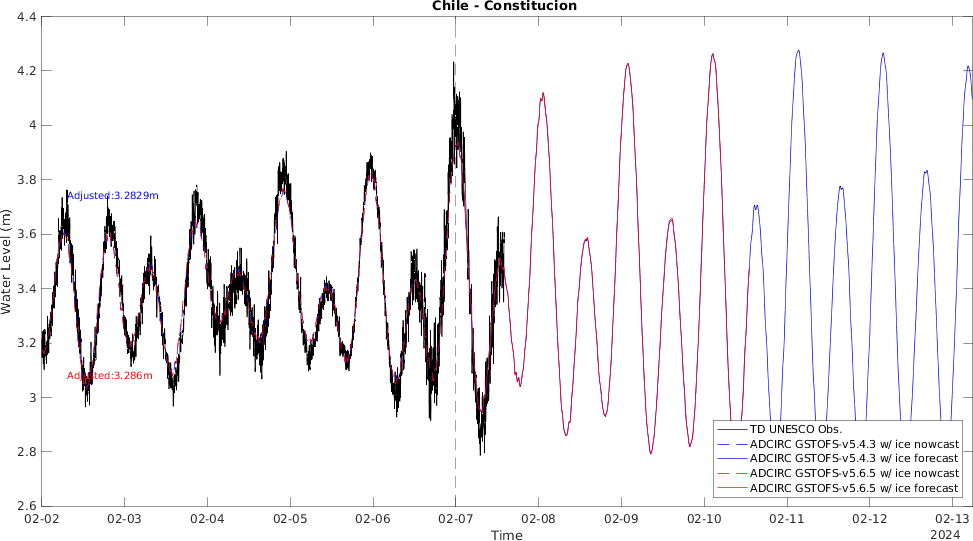 Chile - Constitucion
Water Level (m)
4.4
4.2
4
3.8
3.6
3.4
3.2
3
2.8
2.6
Adjusted:3.2829m
Adjusted:3.286m
TD UNESCO Obs.
ADCIRC GSTOFS-v5.4.3 w/ ice nowcast
ADCIRC GSTOFS-v5.4.3 w/ ice forecast
ADCIRC GSTOFS-v5.6.5 w/ ice nowcast
ADCIRC GSTOFS-v5.6.5 w/ ice forecast
02-02 02-03 02-04 02-05 02-06 02-07 02-08 02-09 02-10 02-11 02-12 02-13
Time
2024